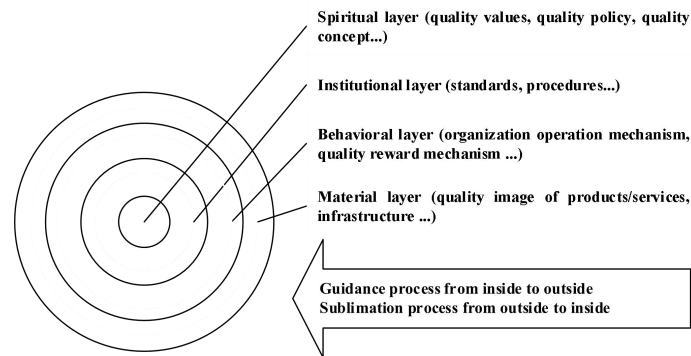 Spiritual layer (quality values, quality policy, quality
concept...)
Institutional layer (standards, procedures...)
Behavioral layer (organization operation mechanism,
quality reward mechanism ...)
Material layer (quality image of products/services,
infrastructure ...)
Guidance process from inside to outside
Sublimation process from outside to inside